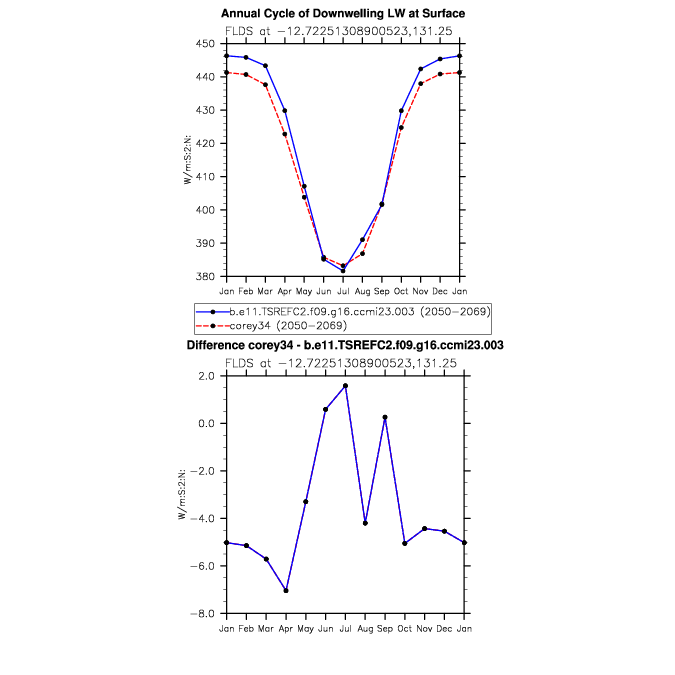 Annual Cycle of Downwelling LW at Surface
FLDS at −12.72251308900523,131.25
450
440
430
420
410
400
390
380
W/m:S:2:N:
Jan Feb Mar Apr May Jun Jul Aug Sep Oct Nov Dec Jan
b.e11.TSREFC2.f09.g16.ccmi23.003 (2050−2069)
corey34 (2050−2069)
Difference corey34 - b.e11.TSREFC2.f09.g16.ccmi23.003
FLDS at −12.72251308900523,131.25
2.0
0.0
−2.0
−4.0
−6.0
−8.0
W/m:S:2:N:
Jan Feb Mar Apr May Jun Jul Aug Sep Oct Nov Dec Jan